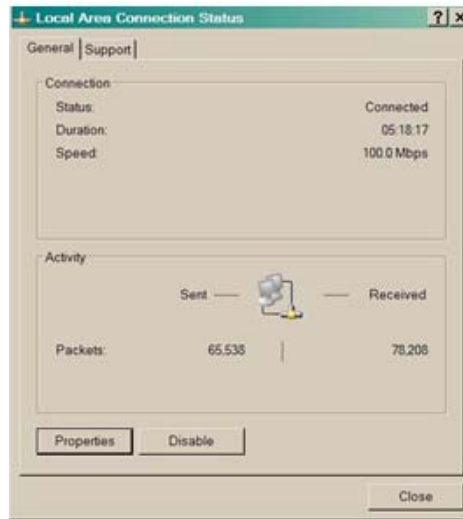 Local Area Connection Status ? x
General Support
Connection
Status: Connected
Duration: 05:18:17
Speed: 100.0 Mbps
Activity
Sent Received
Packets: 65,538 78,208
Properties Disable
Close